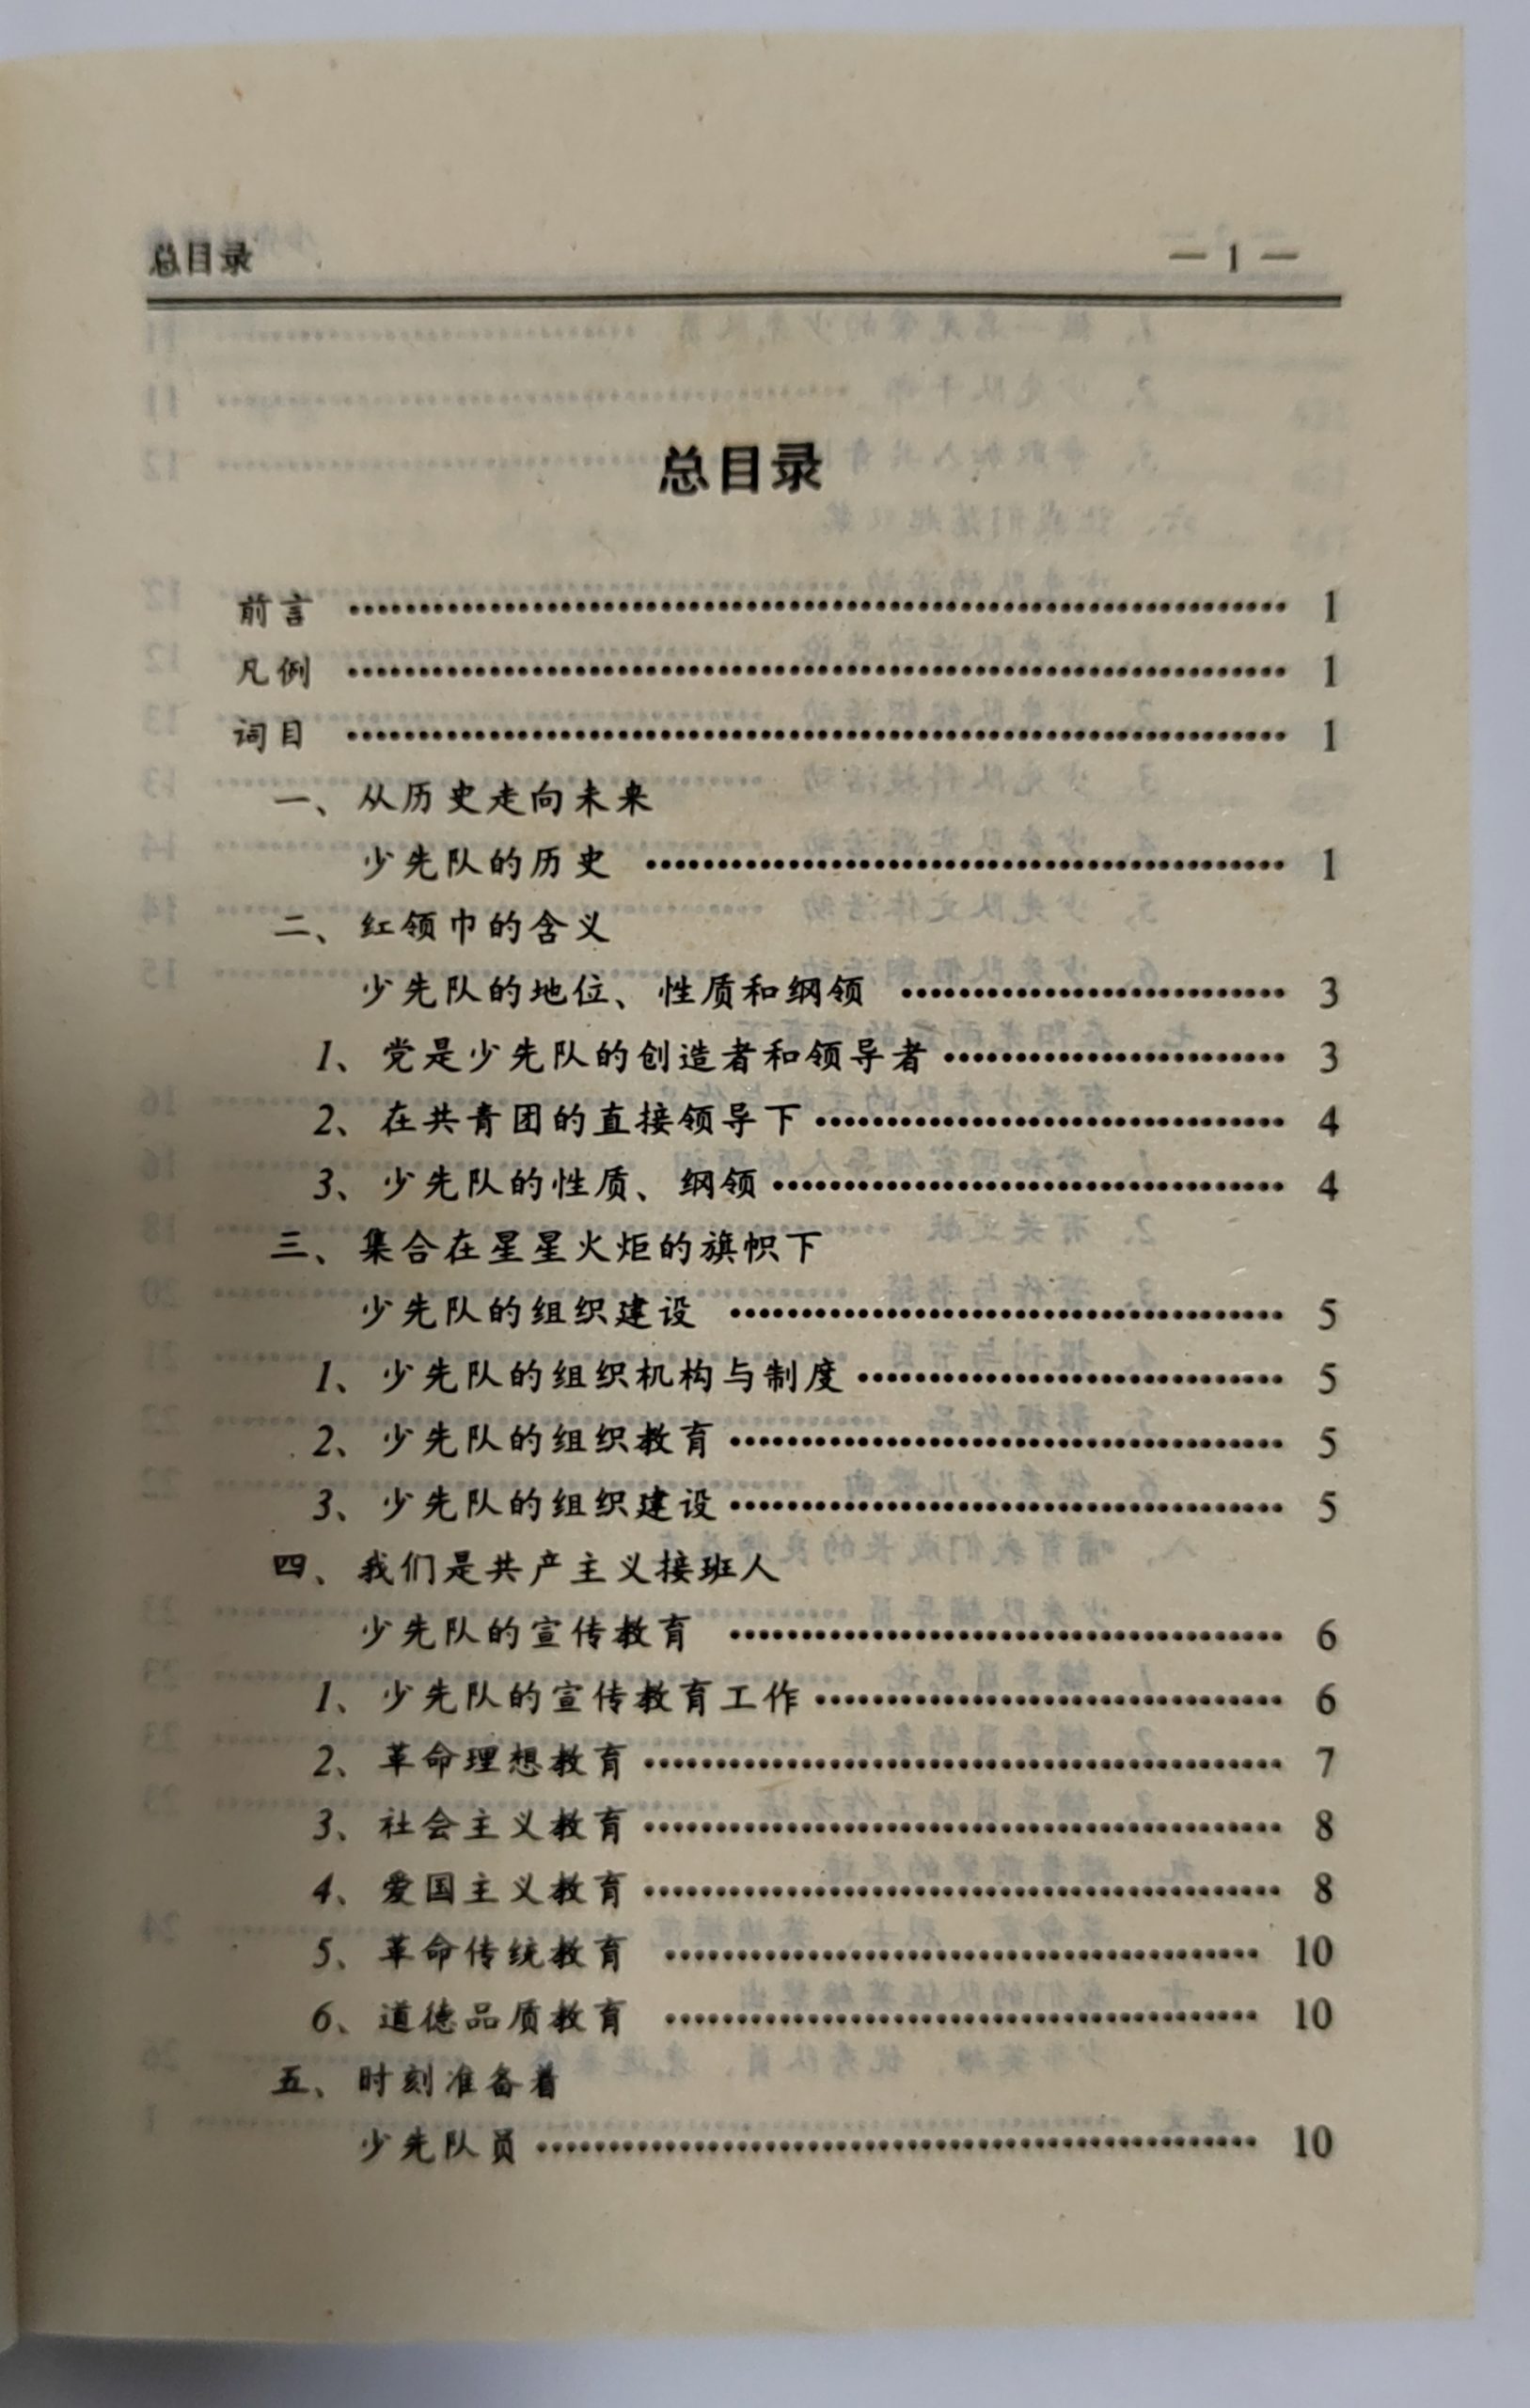 总目录 — 1 —
总目录
前言 …… 1
凡例 …… 1
词目 …… 1
一、从历史走向未来
少先队的历史 …… 1
二、红领巾的含义
少先队的地位、性质和纲领 …… 3
1、党是少先队的创造者和领导者 …… 3
2、在共青团的直接领导下 …… 4
3、少先队的性质、纲领 …… 4
三、集合在星星火炬的旗帜下
少先队的组织建设 …… 5
1、少先队的组织机构与制度 …… 5
2、少先队的组织教育 …… 5
3、少先队的组织建设 …… 5
四、我们是共产主义接班人
少先队的宣传教育 …… 6
1、少先队的宣传教育工作 …… 6
2、革命理想教育 …… 7
3、社会主义教育 …… 8
4、爱国主义教育 …… 8
5、革命传统教育 …… 10
6、道德品质教育 …… 10
五、时刻准备着
少先队员 …… 10